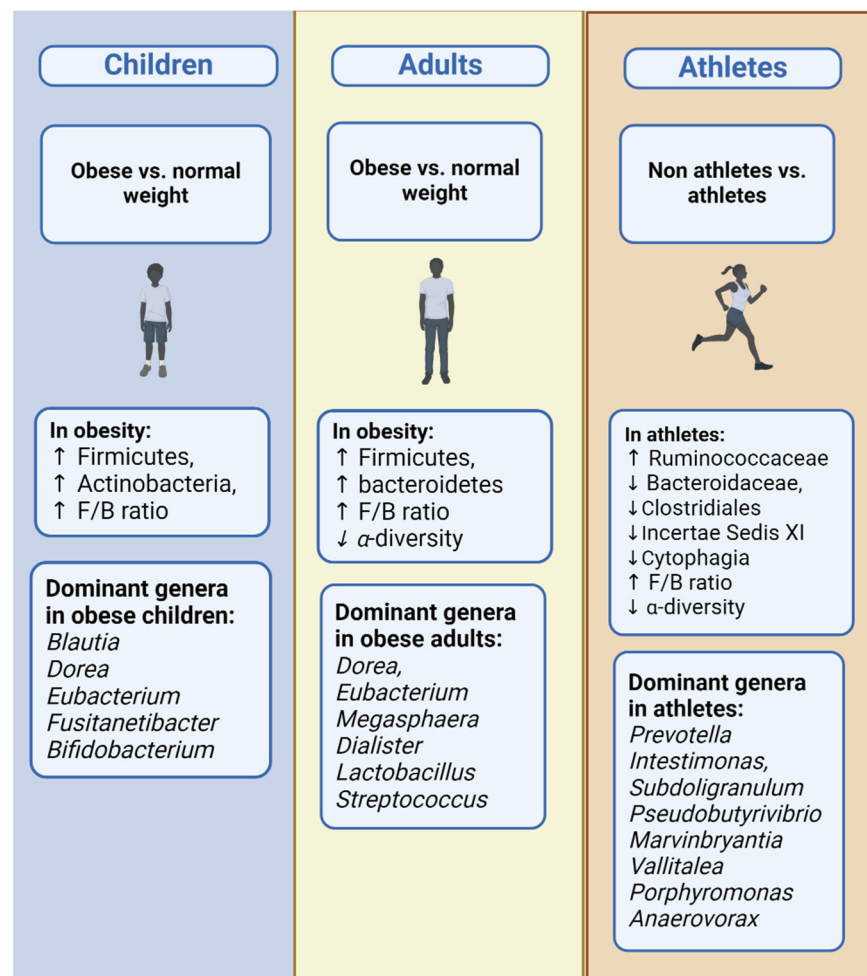 Children
Obese vs. normal
weight
In obesity:
↑ Firmicutes,
↑ Actinobacteria,
↑ F/B ratio
Dominant genera
in obese children:
Blautia
Dorea
Eubacterium
Fusitanetibacter
Bifidobacterium
Adults
Obese vs. normal
weight
In obesity:
↑ Firmicutes,
↑ bacteroidetes
↑ F/B ratio
↓ α-diversity
Dominant genera
in obese adults:
Dorea,
Eubacterium
Megasphaera
Dialister
Lactobacillus
Streptococcus
Athletes
Non athletes vs.
athletes
In athletes:
↑ Ruminococcaceae
↓ Bacteroidaceae,
↓Clostridiales
↓Incertae Sedis XI
↓Cytophagia
↑ F/B ratio
↓ α-diversity
Dominant genera
in athletes:
Prevotella
Intestimonas,
Subdoligranulum
Pseudobutyrivibrio
Marvinbryantia
Vallitalea
Porphyromonas
Anaerovorax